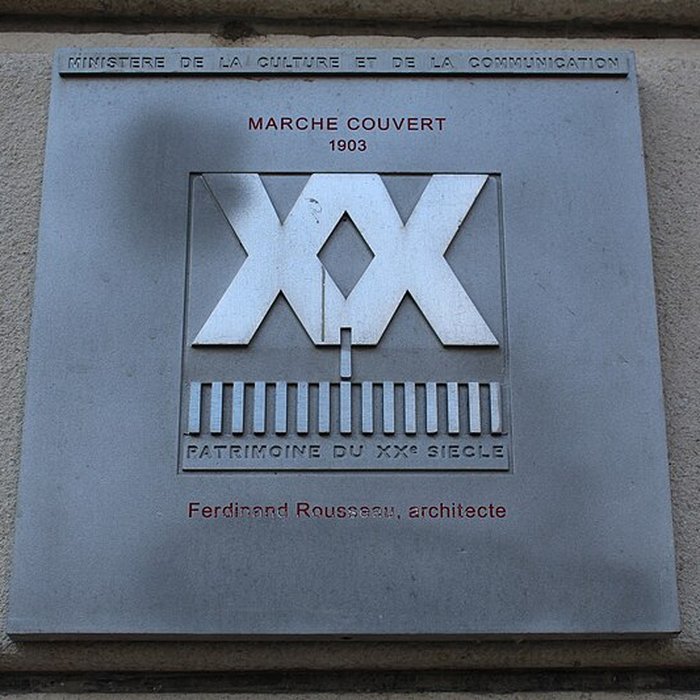 MINISTERE DE LA CULTURE ET DE LA COMMUNICATION
MARCHE COUVERT
1903
XX
PATRIMOINE DU XXe SIECLE
Ferdinand Rousseau, architecte